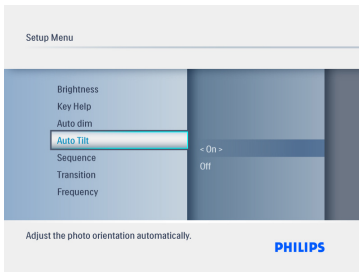 Setup Menu
Brightness
Key Help
Auto dim
Auto Tilt
Sequence
Transition
Frequency
< On >
Off
Adjust the photo orientation automatically.
PHILIPS